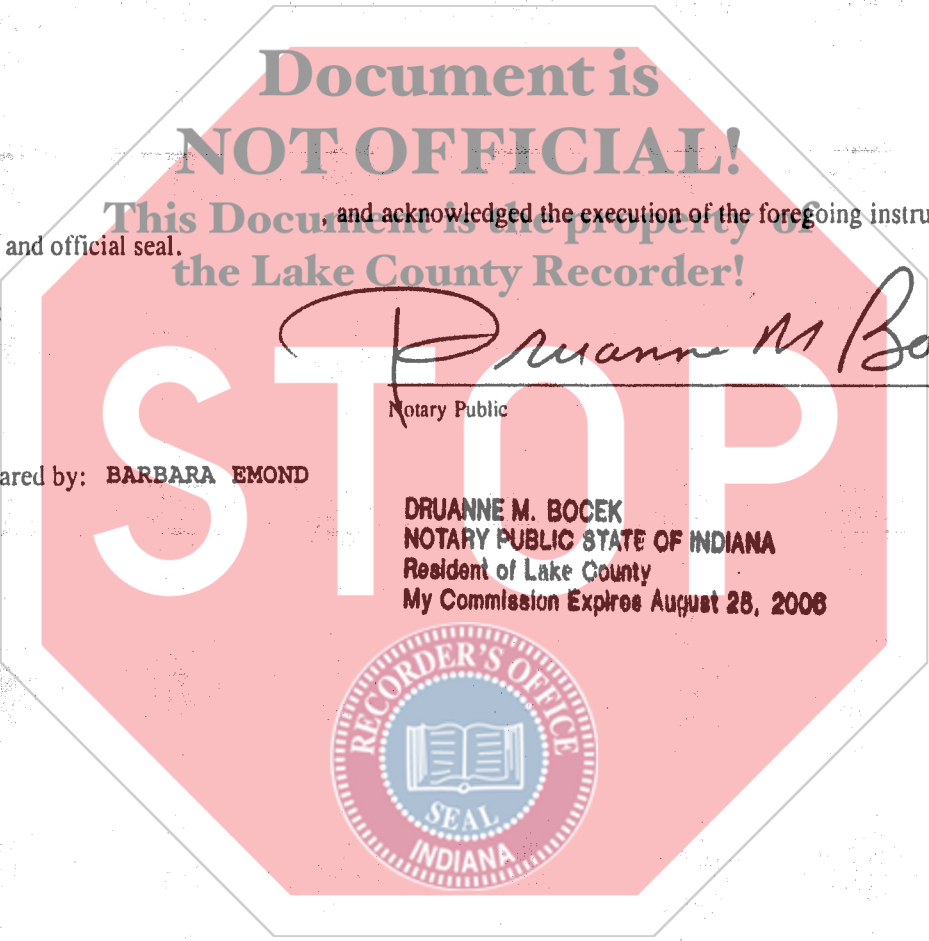 Document is
NOT OFFICIAL!
This Document is the property of
the Lake County Recorder!
, and acknowledged the execution of the foregoing instru
and official seal.
Druanne M Bo
Notary Public
STOP
ared by: BARBARA EMOND
DRUANNE M. BOCEK
NOTARY PUBLIC STATE OF INDIANA
Resident of Lake County
My Commission Expires August 28, 2006
RECORDER'S OFFICE
SEAL
INDIANA